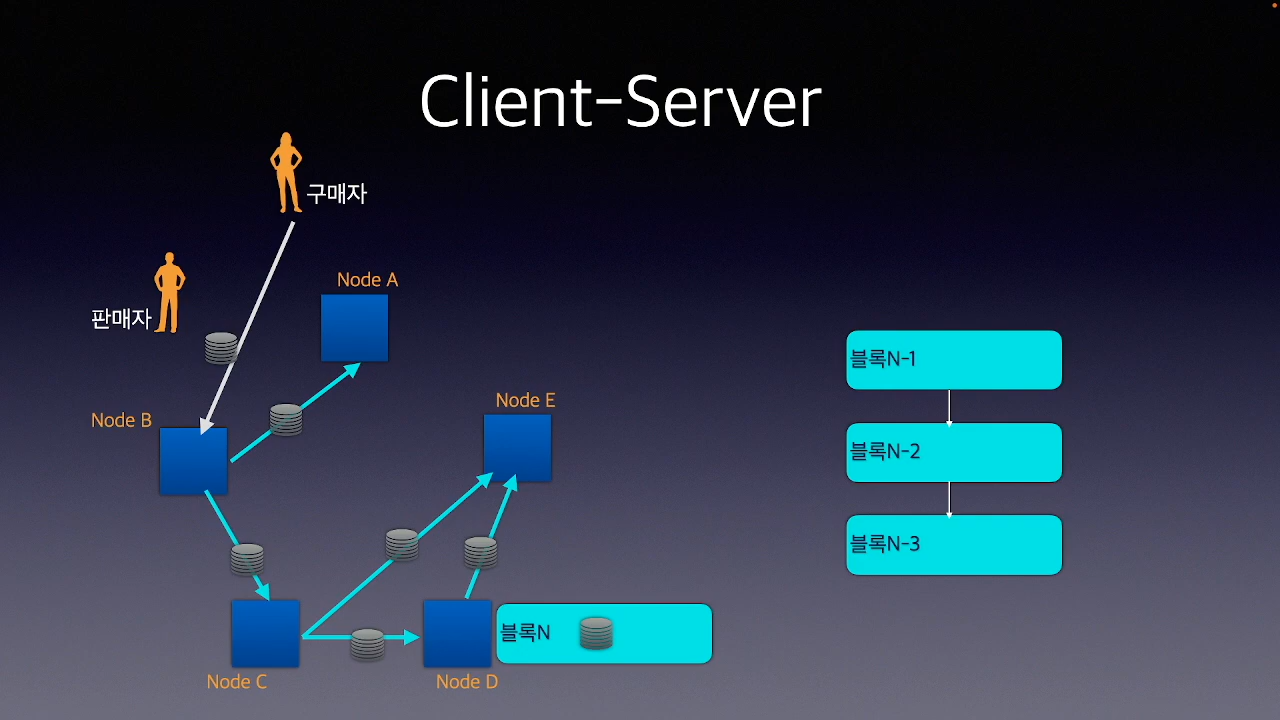 Client-Server
구매자
판매자
Node A
Node B
Node E
블록N-1
블록N-2
블록N-3
블록N
Node C
Node D